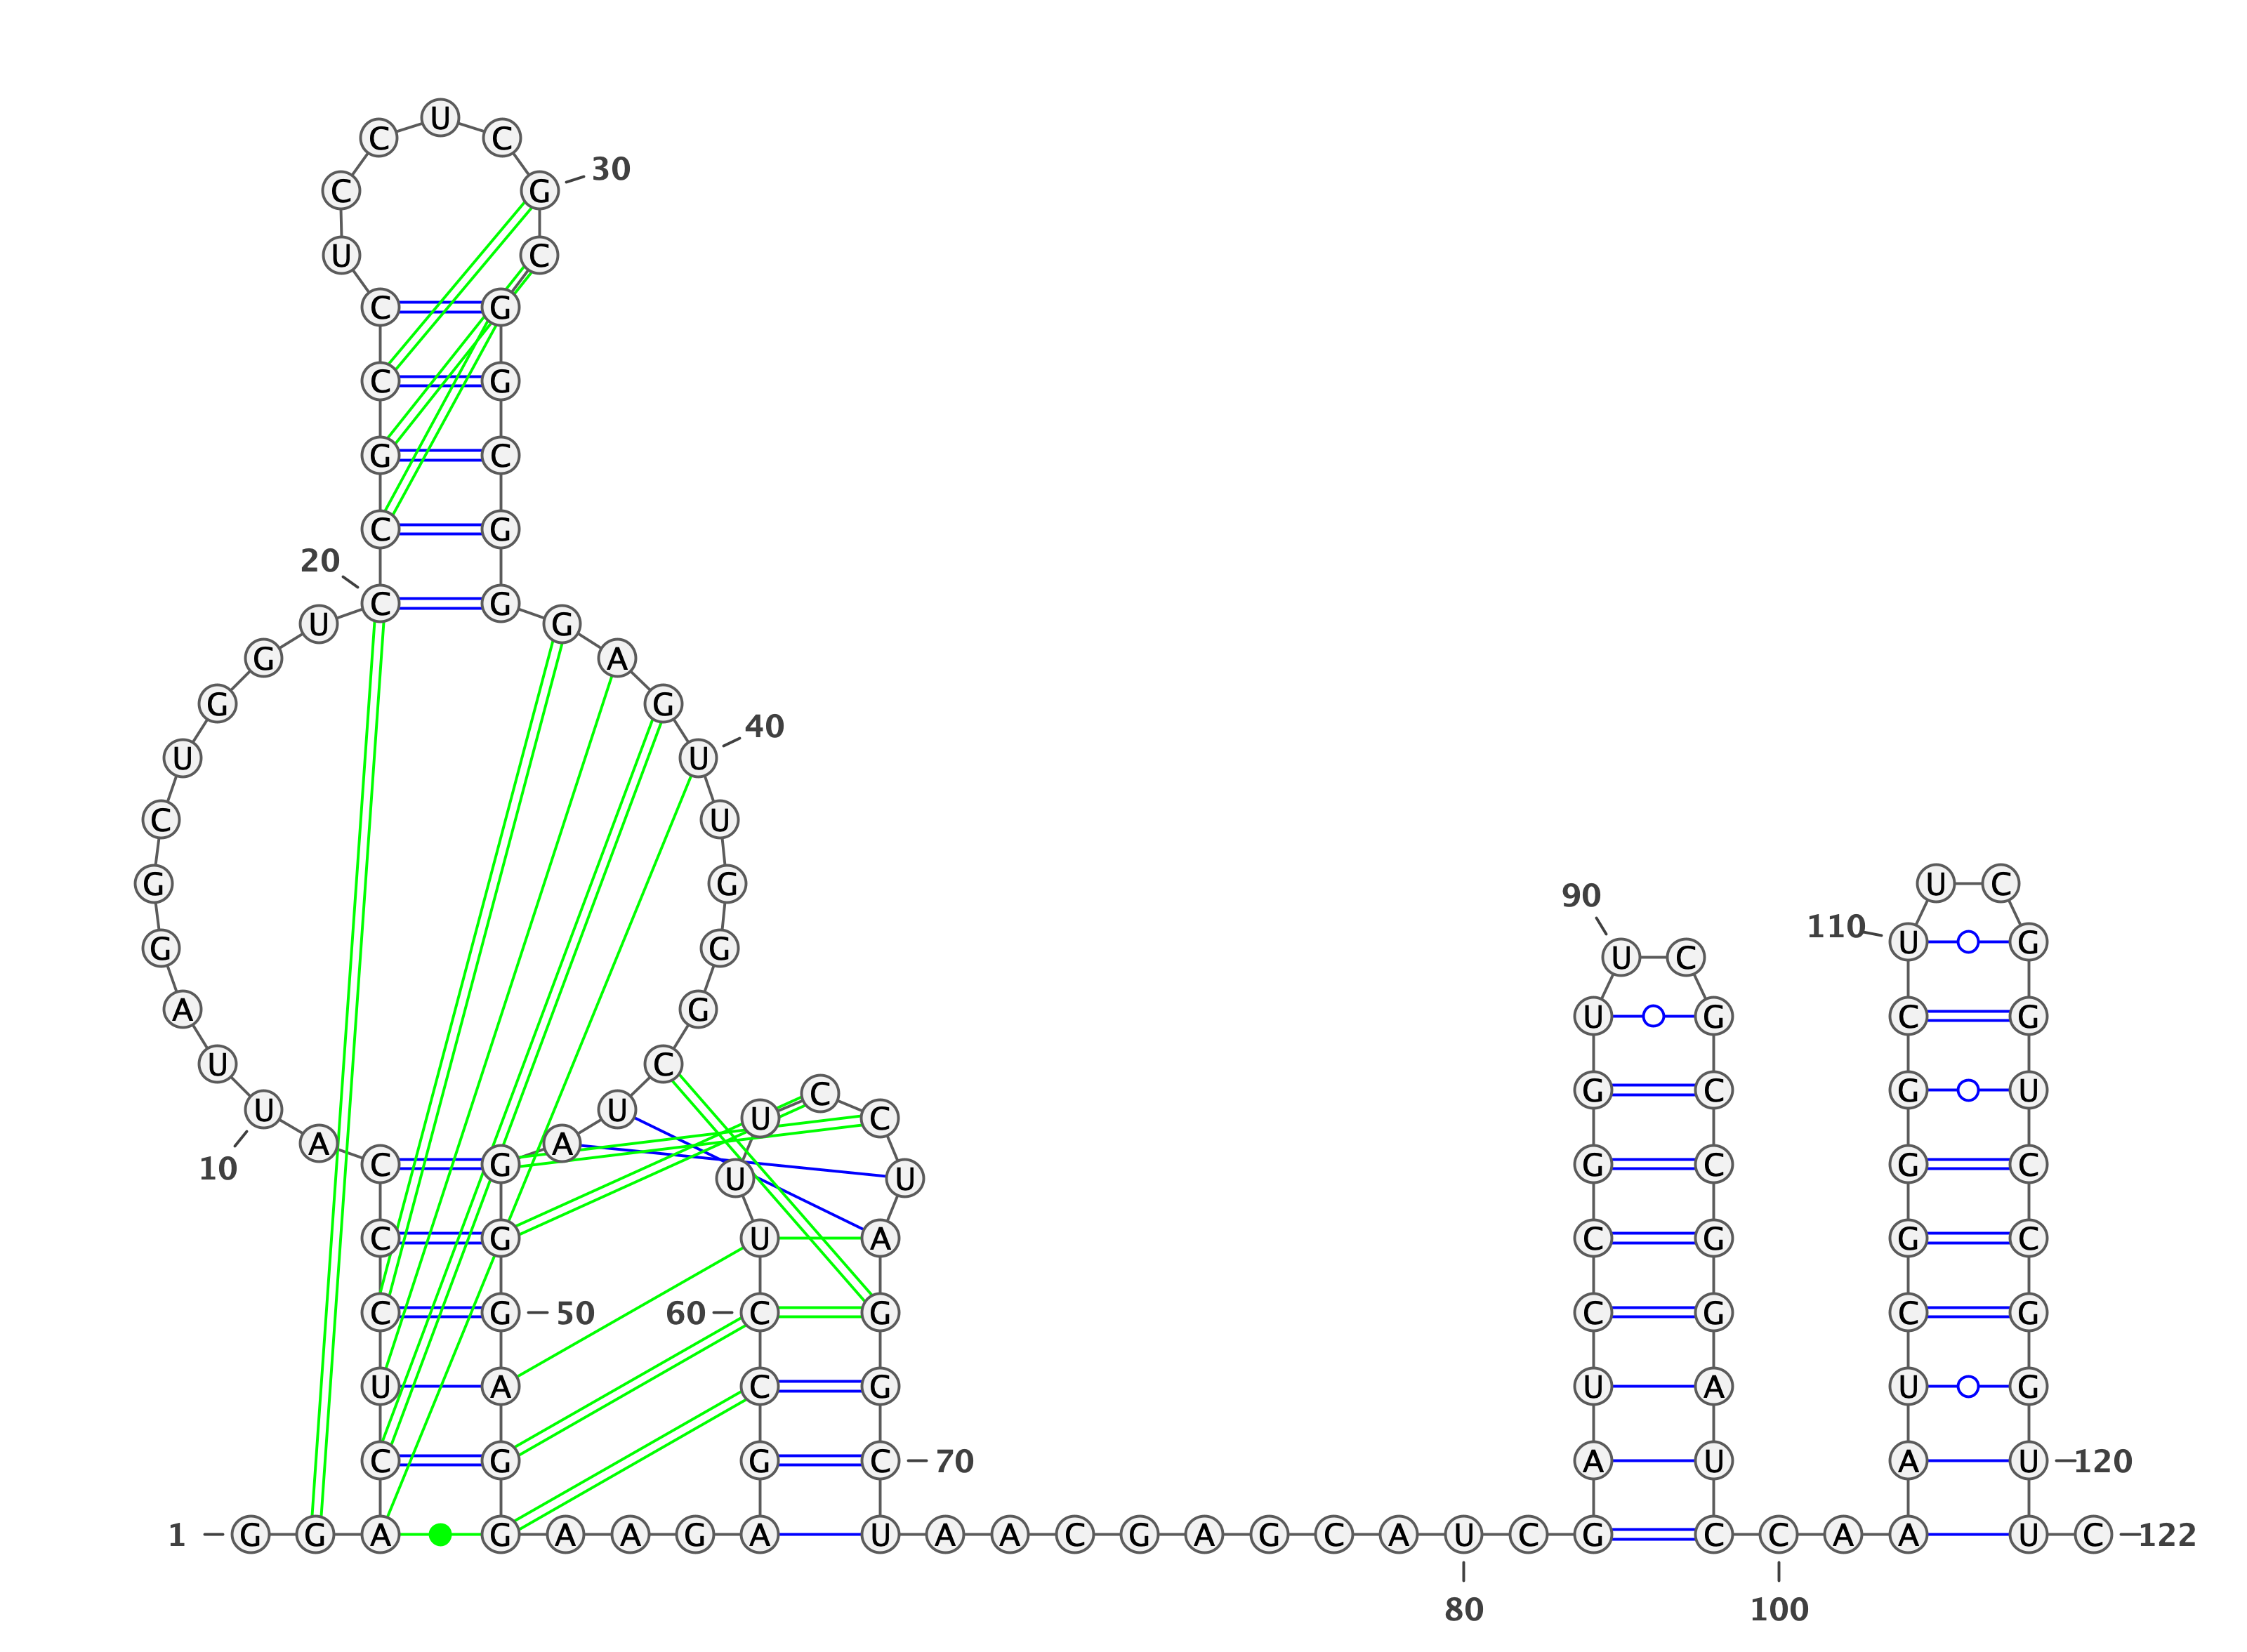 U
C C
30
C G
U C
C G
C G
G C
C G
20
C G
U G
G A
G G
40
U U
C U
G G U C
90
110
U G
G G
U C
A G
U G C G
U C
G C G U
C
U U
U C
A A
C G G C G C
10
U U
C G U A C G G C
C G 50 60 C G C G C G
U A C G U A U G
C G G C 70 A U A U 120
1 G G A G A A G A U A A C G A G C A U C G C C A A U C 122
80 100